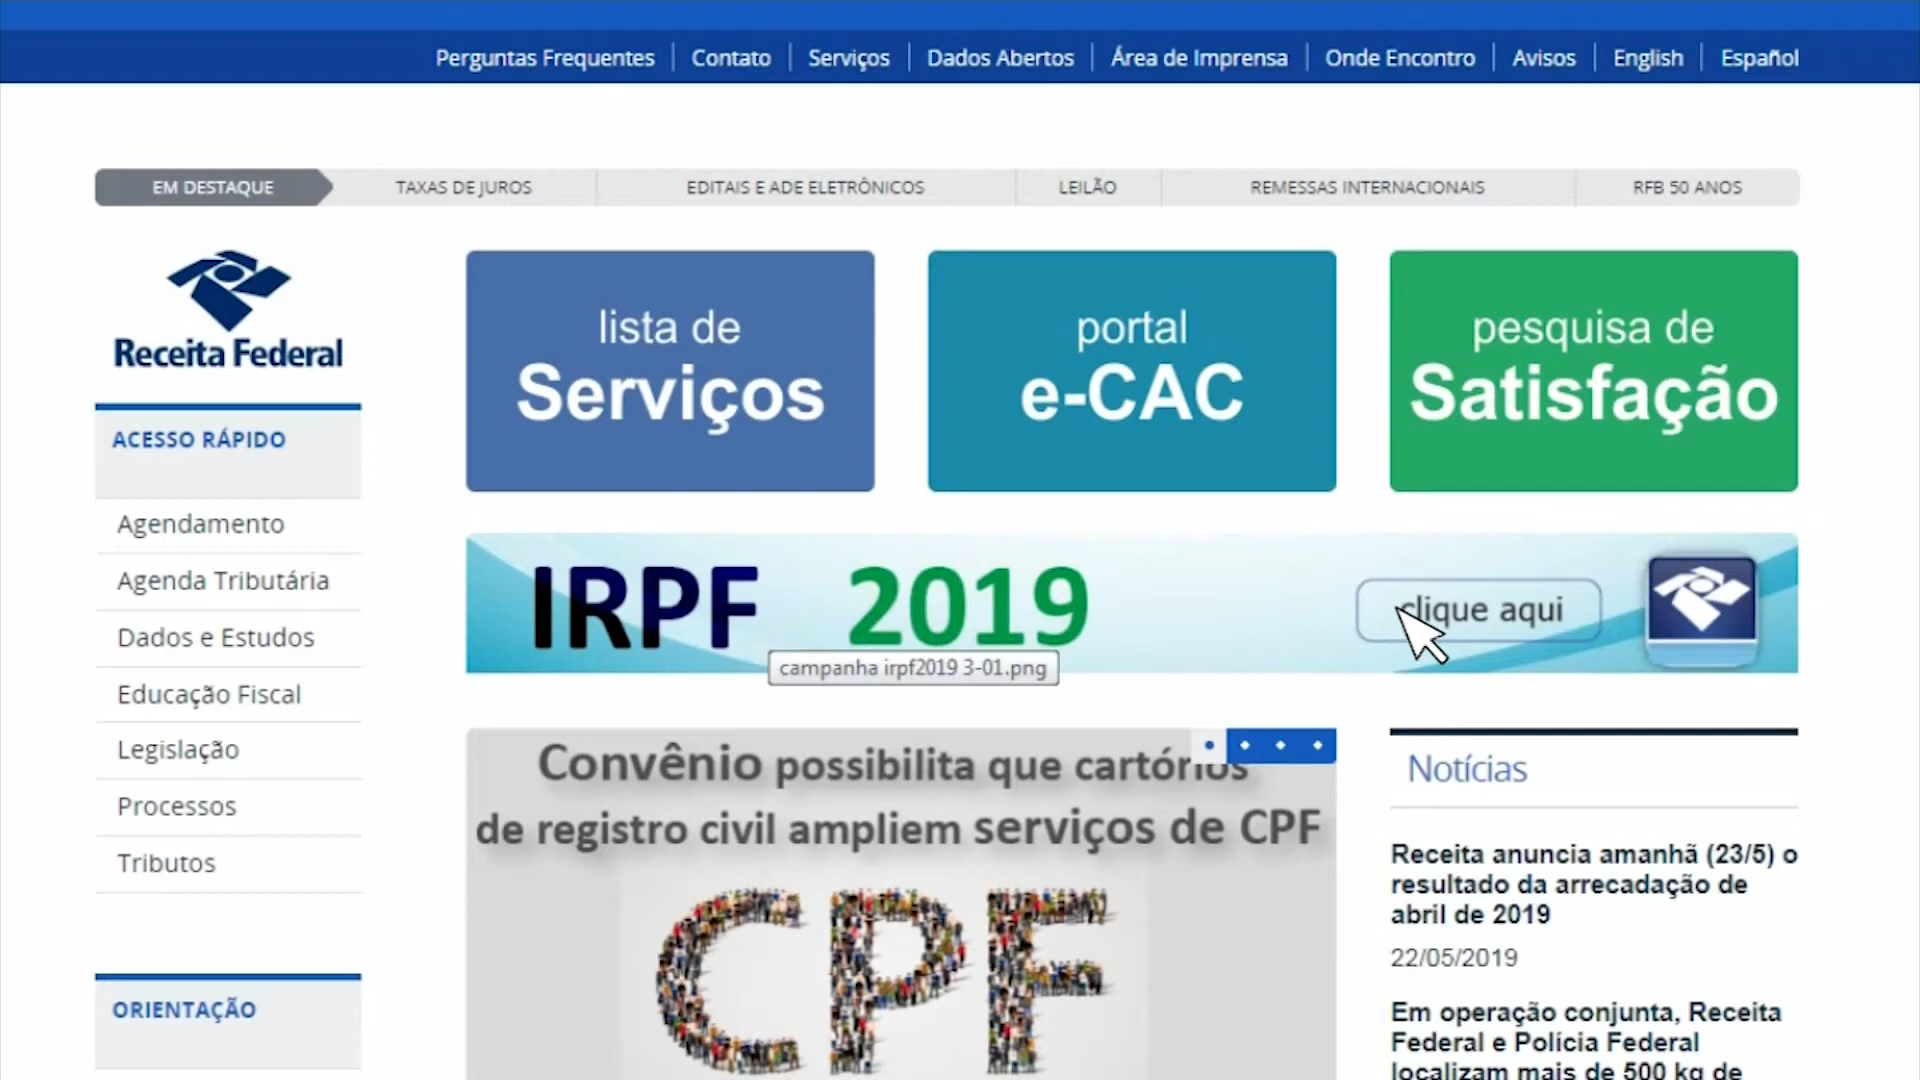 Perguntas Frequentes
Contato
Serviços
Dados Abertos
Área de Imprensa
Onde Encontro
Avisos
English
Español
EM DESTAQUE
TAXAS DE JUROS
EDITAIS E ADE ELETRÔNICOS
LEILÃO
REMESSAS INTERNACIONAIS
RFB 50 ANOS
Receita Federal
ACESSO RÁPIDO
Agendamento
Agenda Tributária
Dados e Estudos
Educação Fiscal
Legislação
Processos
Tributos
ORIENTAÇÃO
lista de
Serviços
portal
e-CAC
pesquisa de
Satisfação
IRPF 2019
clique aqui
campanha irpf2019 3-01.png
Convênio possibilita que cartórios
de registro civil ampliem serviços de CPF
CPF
Notícias
Receita anuncia amanhã (23/5) o
resultado da arrecadação de
abril de 2019
22/05/2019
Em operação conjunta, Receita
Federal e Polícia Federal
localizam mais de 500 kg de